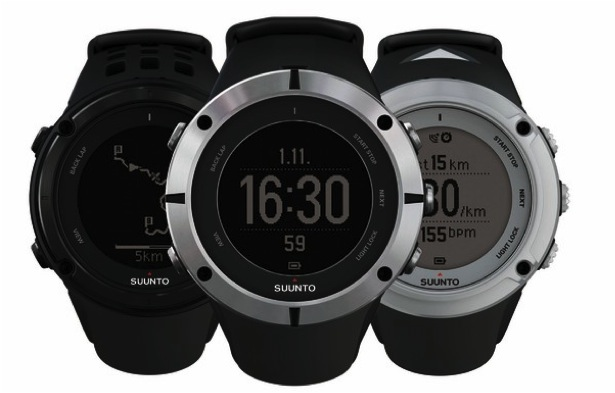 BACK LAP
VIEW
5km
SUUNTO
BACK LAP
START STOP
NEXT
VIEW
LIGHT LOCK
1.11.
16:30
59
SUUNTO
START STOP
NEXT
LIGHT LOCK
15 km
/km
155 bpm
SUUNTO